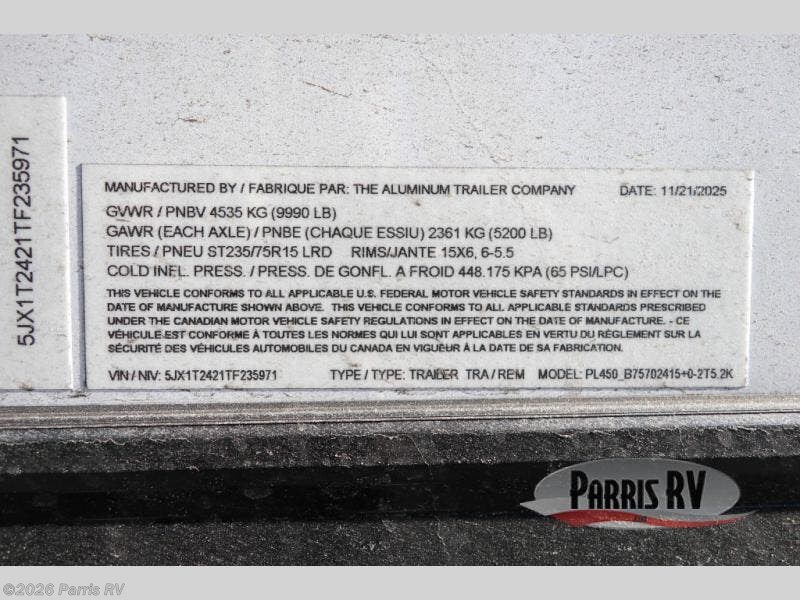 5JX1T2421TF235971
MANUFACTURED BY / FABRIQUE PAR: THE ALUMINUM TRAILER COMPANY DATE: 11/21/2025
GVWR / PNBV 4535 KG (9990 LB)
GAWR (EACH AXLE) / PNBE (CHAQUE ESSIU) 2361 KG (5200 LB)
TIRES / PNEU ST235/75R15 LRD RIMS/JANTE 15X6, 6-5.5
COLD INFL. PRESS. / PRESS. DE GONFL. A FROID 448.175 KPA (65 PSI/LPC)
THIS VEHICLE CONFORMS TO ALL APPLICABLE U.S. FEDERAL MOTOR VEHICLE SAFETY STANDARDS IN EFFECT ON THE
DATE OF MANUFACTURE SHOWN ABOVE. THIS VEHICLE CONFORMS TO ALL APPLICABLE STANDARDS PRESCRIBED
UNDER THE CANADIAN MOTOR VEHICLE SAFETY REGULATIONS IN EFFECT ON THE DATE OF MANUFACTURE. - CE
VÉHICULE EST CONFORME À TOUTES LES NORMES QUI LUI SONT APPLICABLES EN VERTU DU RÈGLEMENT SUR LA
SÉCURITÉ DES VÉHICULES AUTOMOBILES DU CANADA EN VIGUEUR À LA DATE DE SA FABRICATION.
VIN / NIV: 5JX1T2421TF235971 TYPE / TYPE: TRAILER TRA / REM MODEL: PL450_B75702415+0-2T5.2K
PARRIS RV
©2026 Parris RV